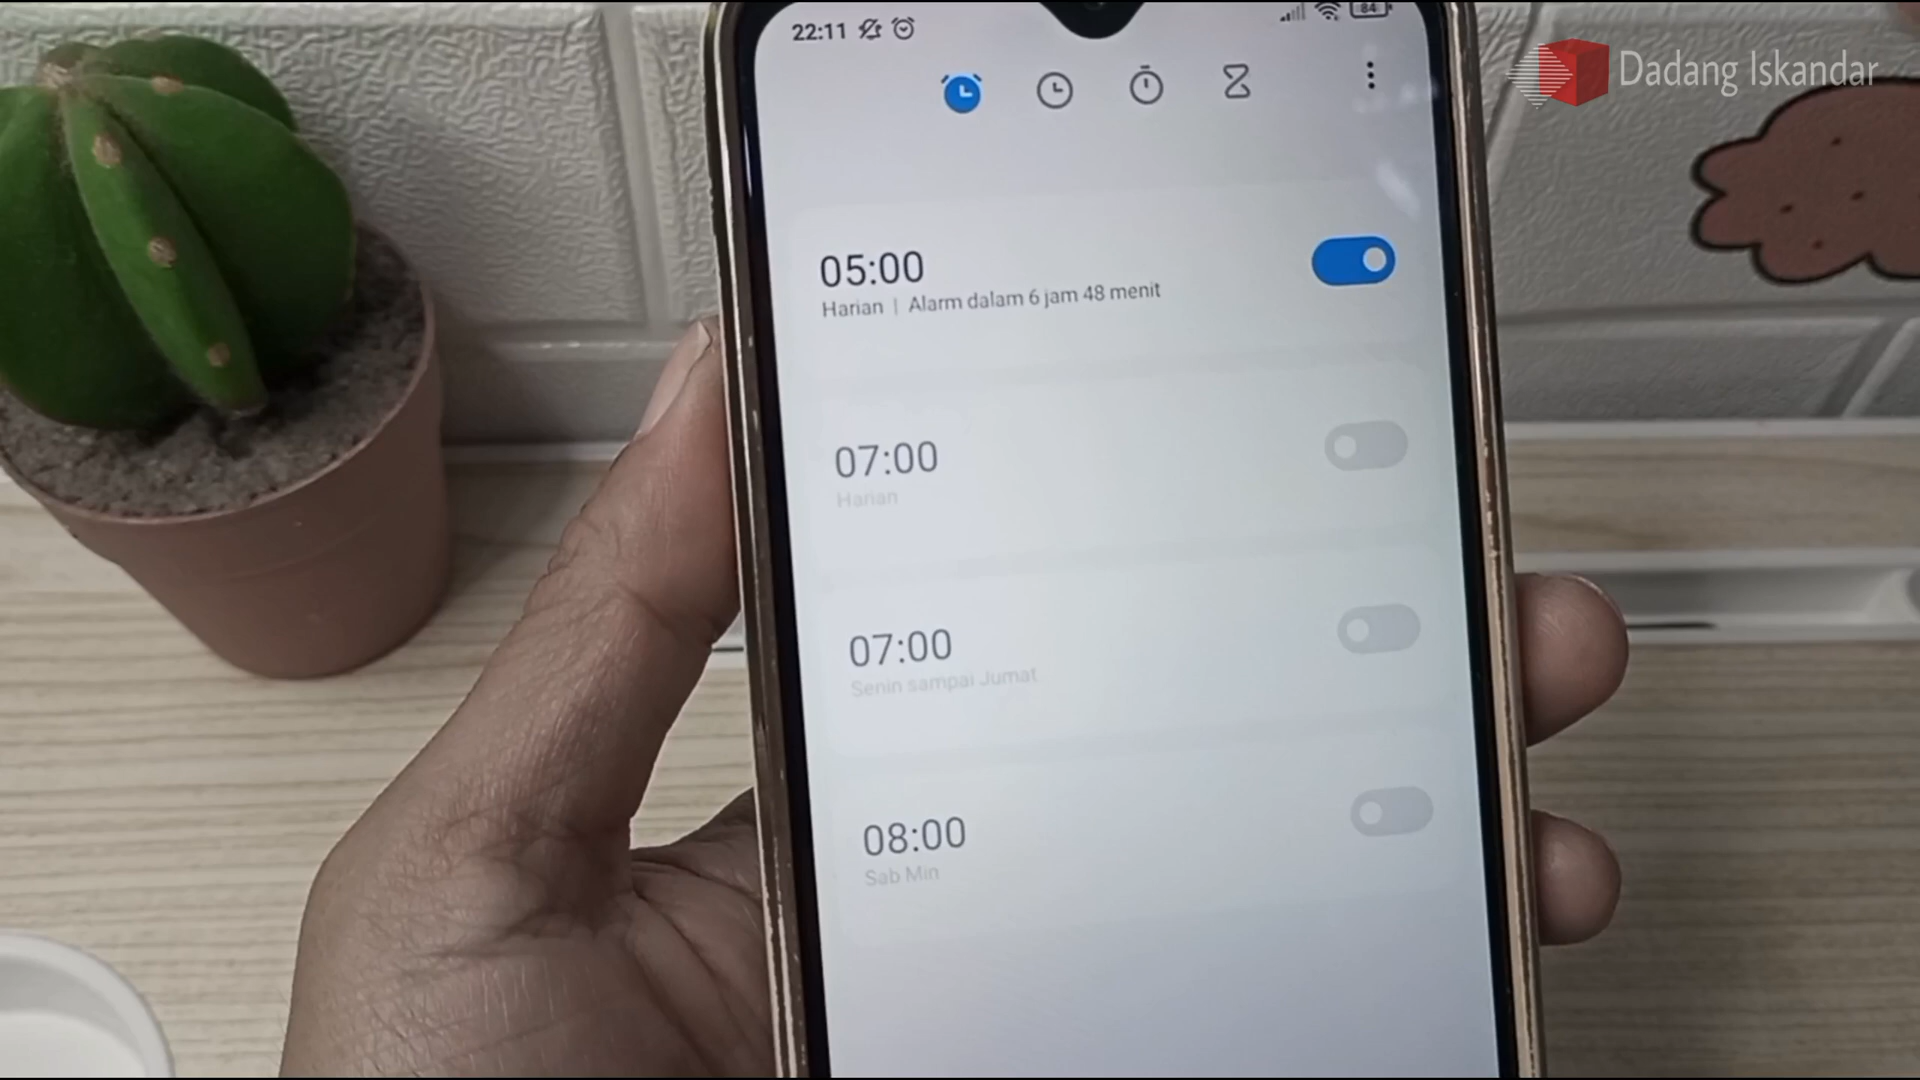 22:11
84
Dadang Iskandar
05:00
Harian | Alarm dalam 6 jam 48 menit
07:00
Harian
07:00
Senin sampai Jumat
08:00
Sab Min